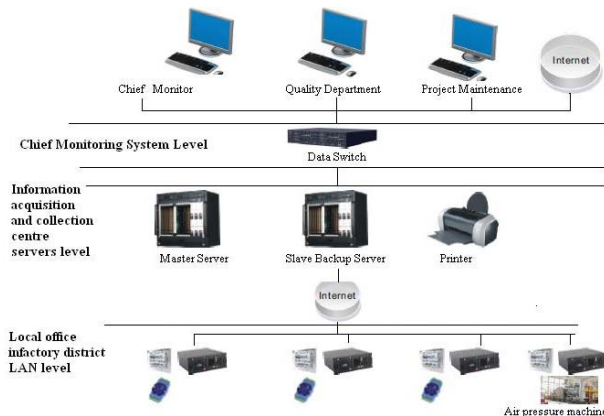 Chief Monitor
Quality Department
Project Maintenance
Internet
Chief Monitoring System Level
Data Switch
Information
acquisition
and collection
centre
servers level
Master Server
Slave Backup Server
Printer
Internet
Local office
infactory district
LAN level
Air pressure machine